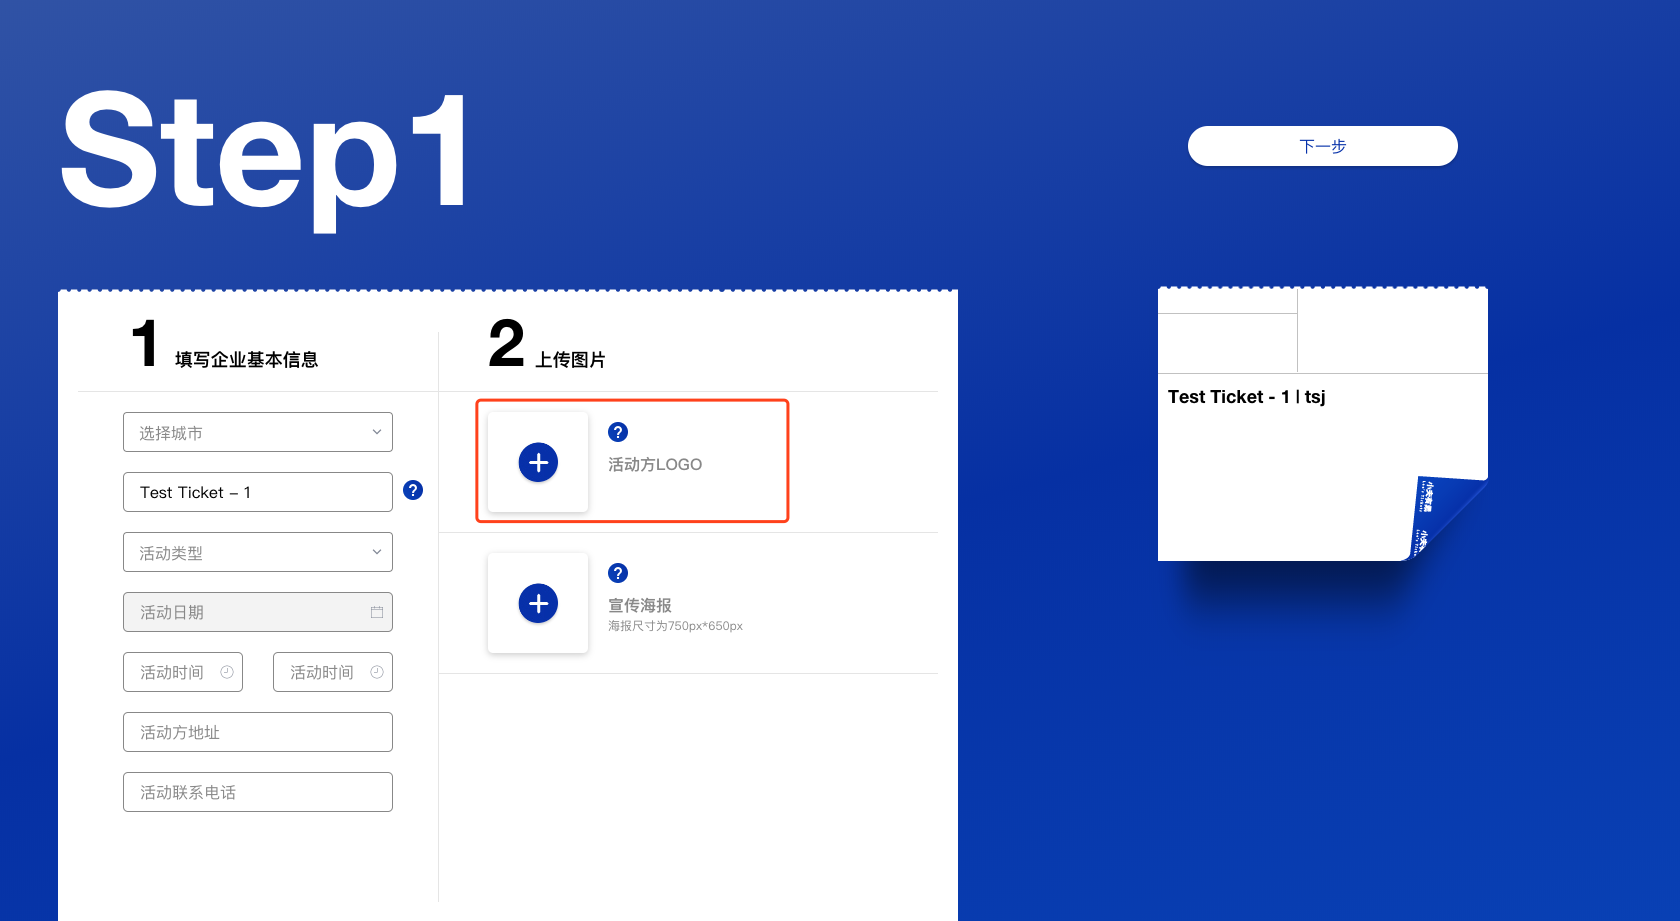 Step1
下一步
1 填写企业基本信息
2 上传图片
选择城市
Test Ticket – 1
?
活动类型
活动日期
活动时间
活动时间
活动方地址
活动联系电话
?
活动方LOGO
?
宣传海报
海报尺寸为750px*650px
Test Ticket - 1 | tsj